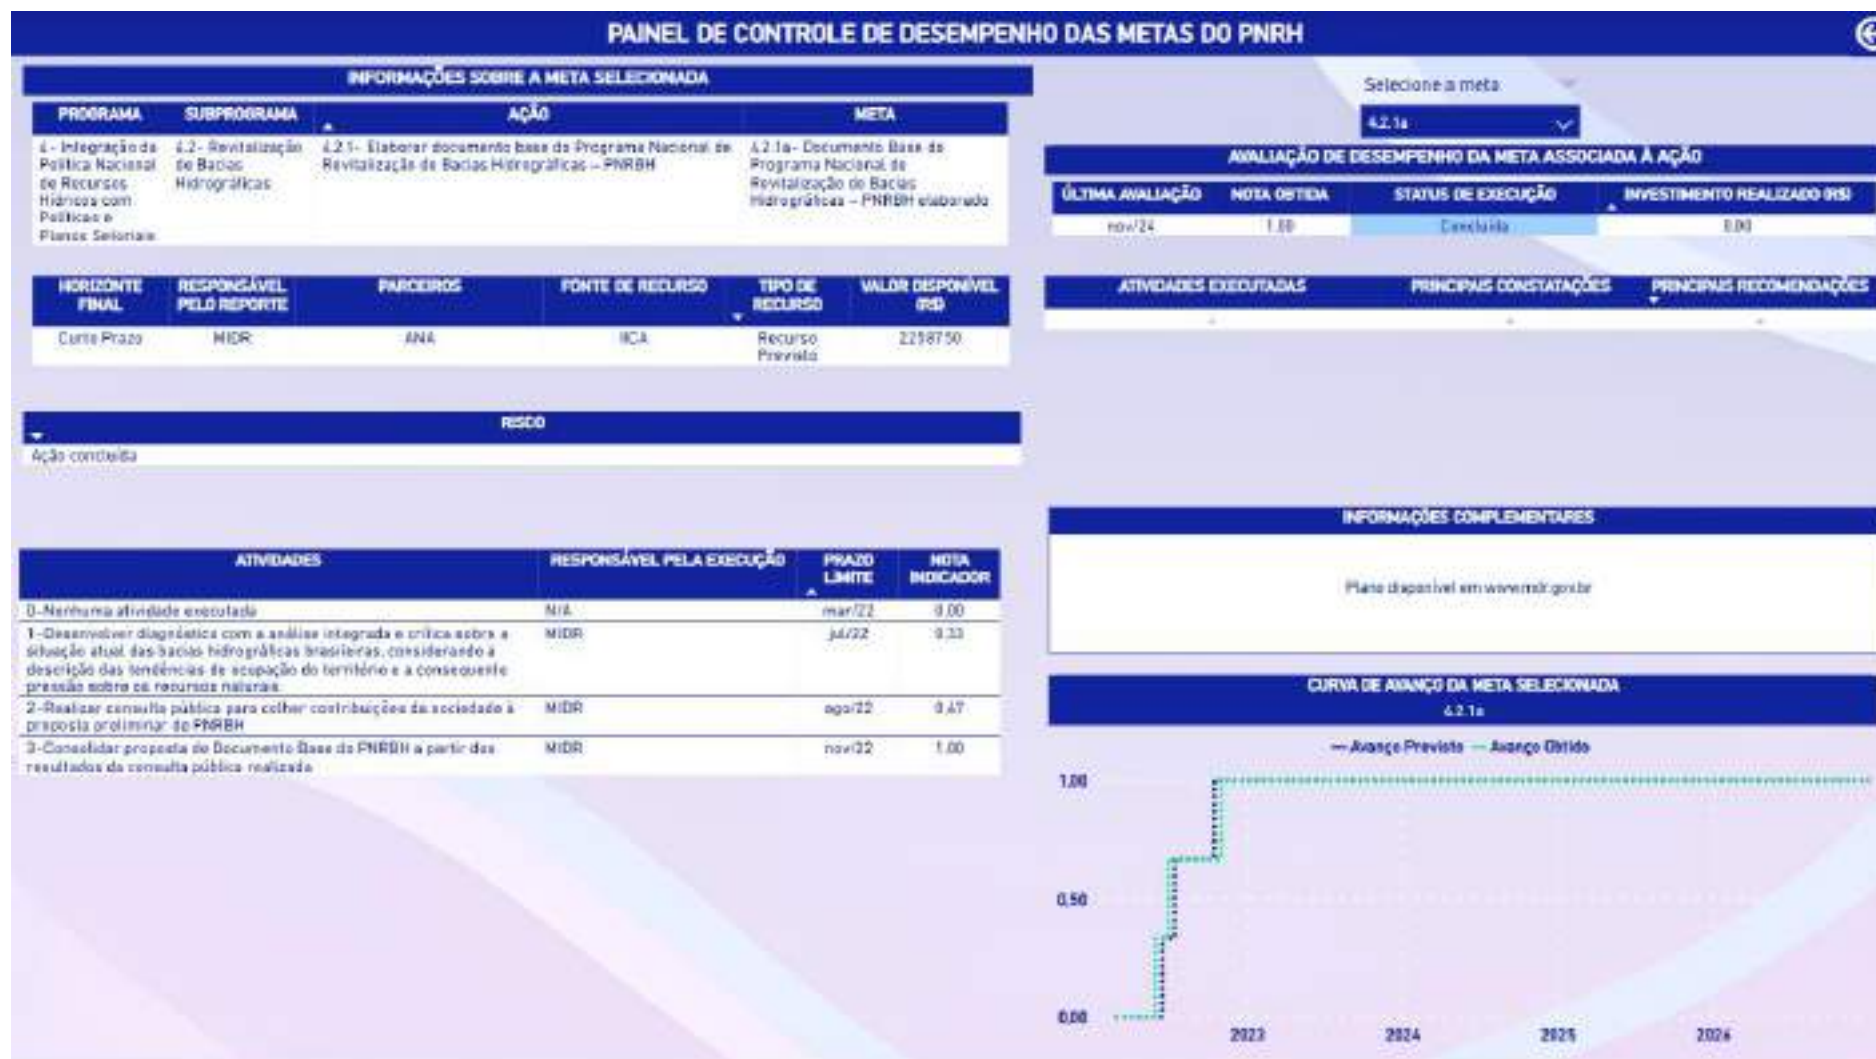 PAINEL DE CONTROLE DE DESEMPENHO DAS METAS DO PNRH
INFORMAÇÕES SOBRE A META SELECIONADA
PROGRAMA SUBPROGRAMA AÇÃO META
4- Integração da Política Nacional de Recursos Hídricos com Políticas e Planos Setoriais
4.2- Revitalização de Bacias Hidrográficas
4.2.1- Elaborar documento base do Programa Nacional de Revitalização de Bacias Hidrográficas – PNRBH
4.2.1a- Documento Base do Programa Nacional de Revitalização de Bacias Hidrográficas – PNRBH elaborado
HORIZONTE FINAL RESPONSÁVEL PELO REPORTE PARCEIROS FONTE DE RECURSO TIPO DE RECURSO VALOR DISPONÍVEL (R$)
Curto Prazo MIDR ANA IICA Recurso Previsto 2258750
RISCO
Ação concluída
ATIVIDADES RESPONSÁVEL PELA EXECUÇÃO PRAZO LIMITE NOTA INDICADOR
0-Nenhuma atividade executada N/A mar/22 0.00
1-Desenvolver diagnóstico com a análise integrada e crítica sobre a
situação atual das bacias hidrográficas brasileiras, considerando a
descrição das tendências de ocupação do território e a consequente
pressão sobre os recursos naturais
MIDR jul/22 0.33
2-Realizar consulta pública para colher contribuições da sociedade à
proposta preliminar do PNRBH
MIDR ago/22 0.67
3-Consolidar proposta do Documento Base do PNRBH a partir dos
resultados da consulta pública realizada
MIDR nov/22 1.00
Selecione a meta
4.2.1a
AVALIAÇÃO DE DESEMPENHO DA META ASSOCIADA À AÇÃO
ÚLTIMA AVALIAÇÃO NOTA OBTIDA STATUS DE EXECUÇÃO INVESTIMENTO REALIZADO (R$)
nov/24 1.00 Concluída 0.00
ATIVIDADES EXECUTADAS PRINCIPAIS CONSTATAÇÕES PRINCIPAIS RECOMENDAÇÕES
- - -
INFORMAÇÕES COMPLEMENTARES
Plano disponível em www.mdr.gov.br
CURVA DE AVANÇO DA META SELECIONADA
4.2.1a
Avanço Previsto Avanço Obtido
1,00
0,50
0,00
2023 2024 2025 2026